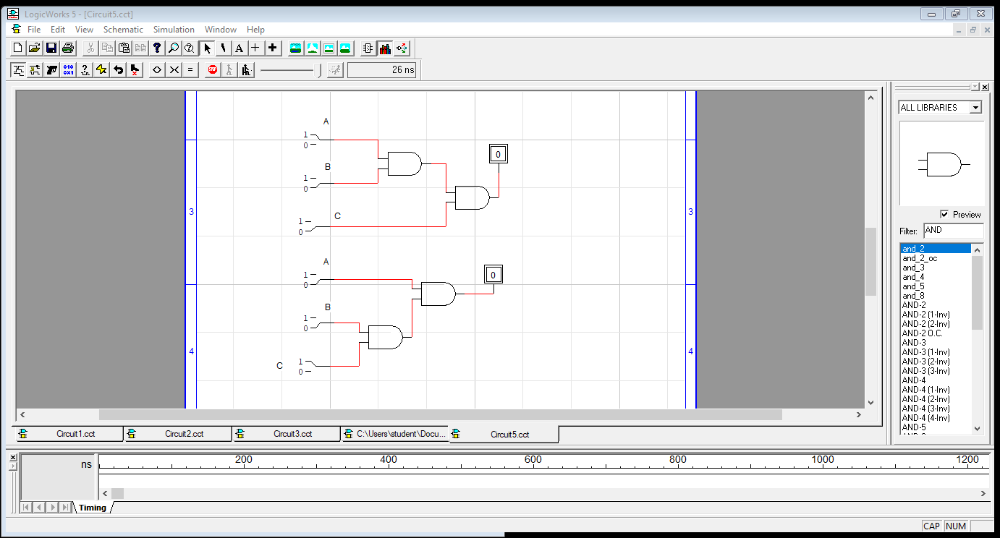 LogicWorks 5 - [Circuit5.cct]
File Edit View Schematic Simulation Window Help
A
010
0X1
STOP
26 ns
A
1
0
B
1
0
C
1
0
0
A
1
0
B
1
0
C
1
0
0
3
3
4
4
ALL LIBRARIES
Preview
Filter: AND
and_2
and_2_oc
and_3
and_4
and_5
and_8
AND-2
AND-2 (1-Inv)
AND-2 (2-Inv)
AND-2 O.C.
AND-3
AND-3 (1-Inv)
AND-3 (2-Inv)
AND-3 (3-Inv)
AND-4
AND-4 (1-Inv)
AND-4 (2-Inv)
AND-4 (3-Inv)
AND-4 (4-Inv)
AND-5
Circuit1.cct Circuit2.cct Circuit3.cct C:\Users\student\Docu... Circuit5.cct
ns 200 400 600 800 1000 1200
Timing
CAP NUM